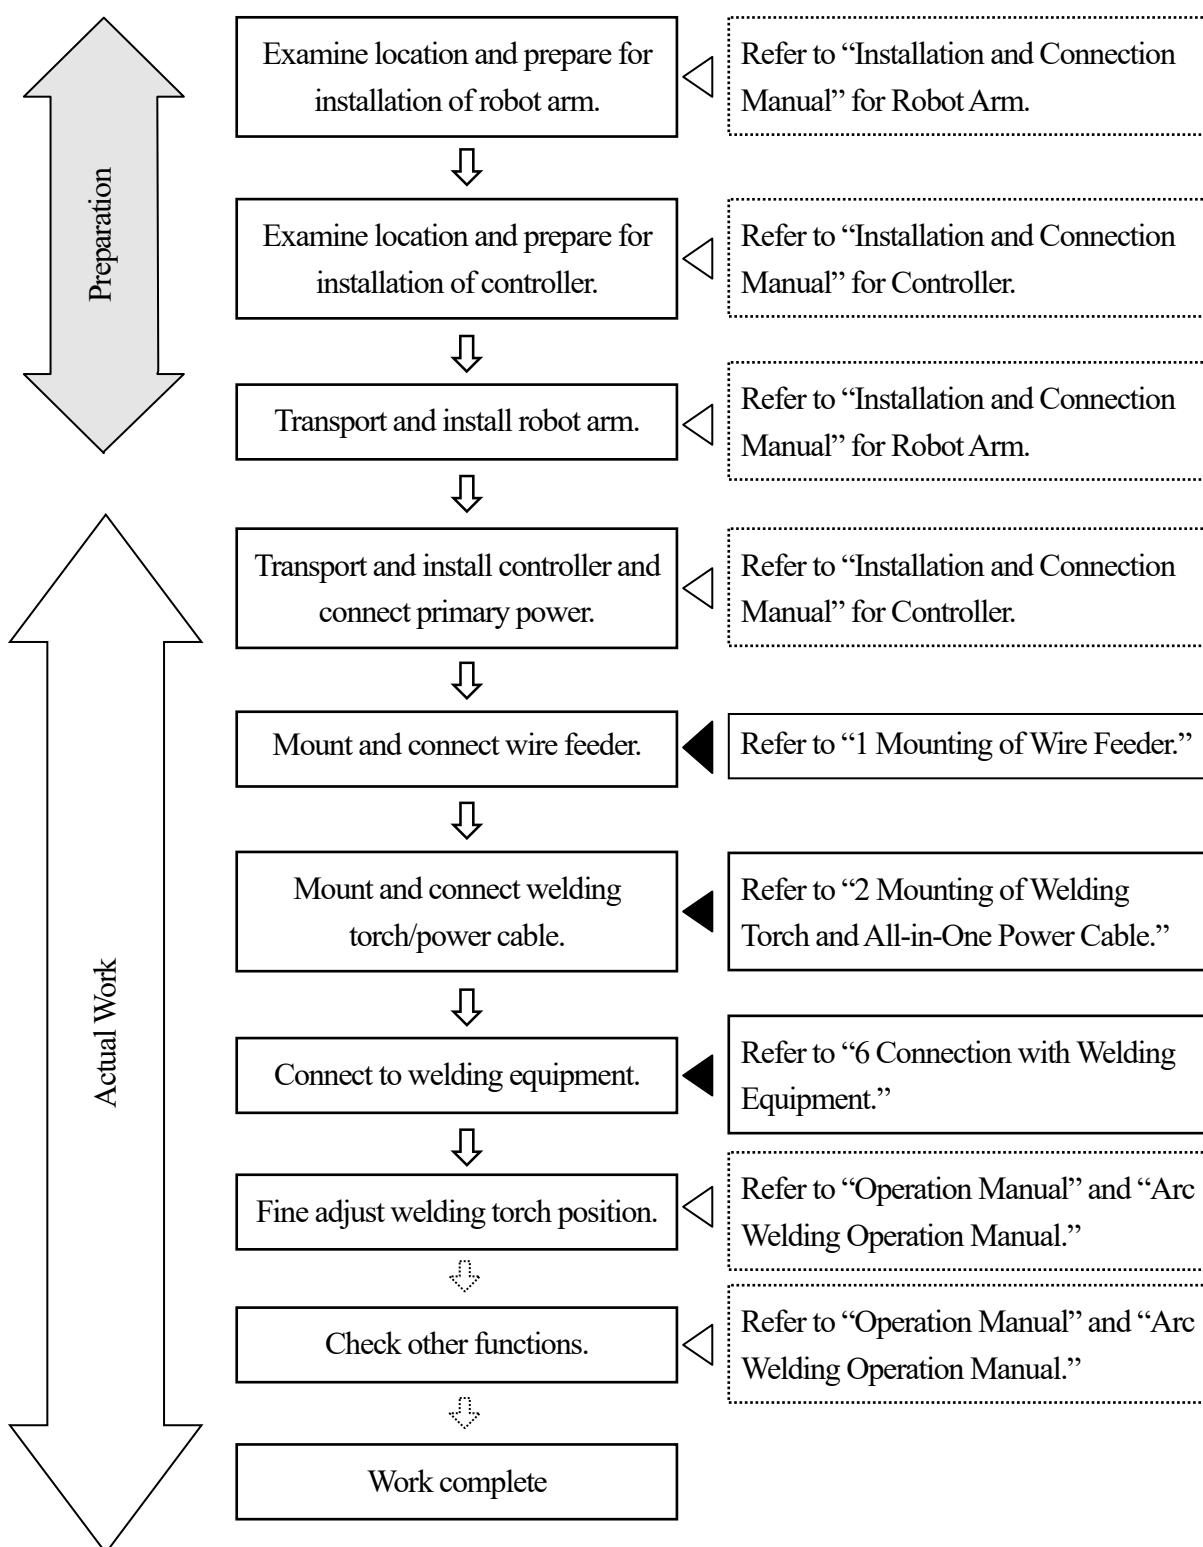 Preparation
Examine location and prepare for
installation of robot arm.
Refer to “Installation and Connection
Manual” for Robot Arm.
Examine location and prepare for
installation of controller.
Refer to “Installation and Connection
Manual” for Controller.
Transport and install robot arm.
Refer to “Installation and Connection
Manual” for Robot Arm.
Actual Work
Transport and install controller and
connect primary power.
Refer to “Installation and Connection
Manual” for Controller.
Mount and connect wire feeder.
Refer to “1 Mounting of Wire Feeder.”
Mount and connect welding
torch/power cable.
Refer to “2 Mounting of Welding
Torch and All-in-One Power Cable.”
Connect to welding equipment.
Refer to “6 Connection with Welding
Equipment.”
Fine adjust welding torch position.
Refer to “Operation Manual” and “Arc
Welding Operation Manual.”
Check other functions.
Refer to “Operation Manual” and “Arc
Welding Operation Manual.”
Work complete